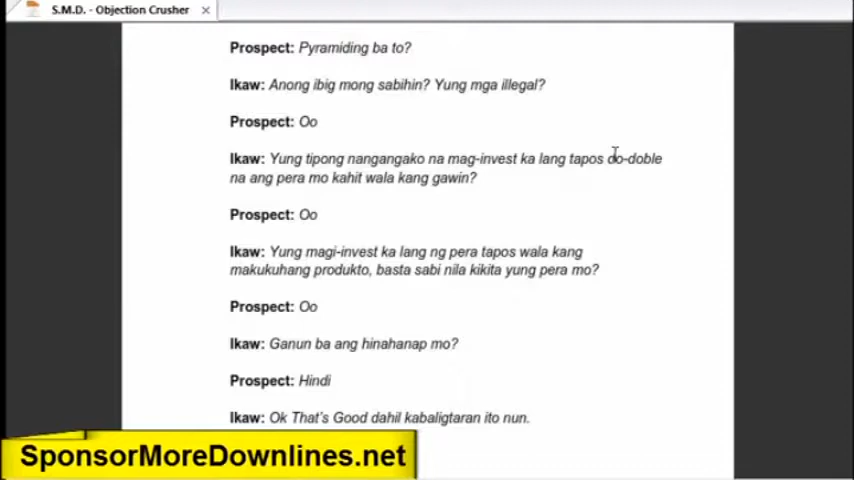 S.M.D. - Objection Crusher
Prospect: Pyramiding ba to?
Ikaw: Anong ibig mong sabihin? Yung mga illegal?
Prospect: Oo
Ikaw: Yung tipong nangangako na mag-invest ka lang tapos do-doble
na ang pera mo kahit wala kang gawin?
Prospect: Oo
Ikaw: Yung magi-invest ka lang ng pera tapos wala kang
makukuhang produkto, basta sabi nila kikita yung pera mo?
Prospect: Oo
Ikaw: Ganun ba ang hinahanap mo?
Prospect: Hindi
Ikaw: Ok That's Good dahil kabaligtaran ito nun.
SponsorMoreDownlines.net